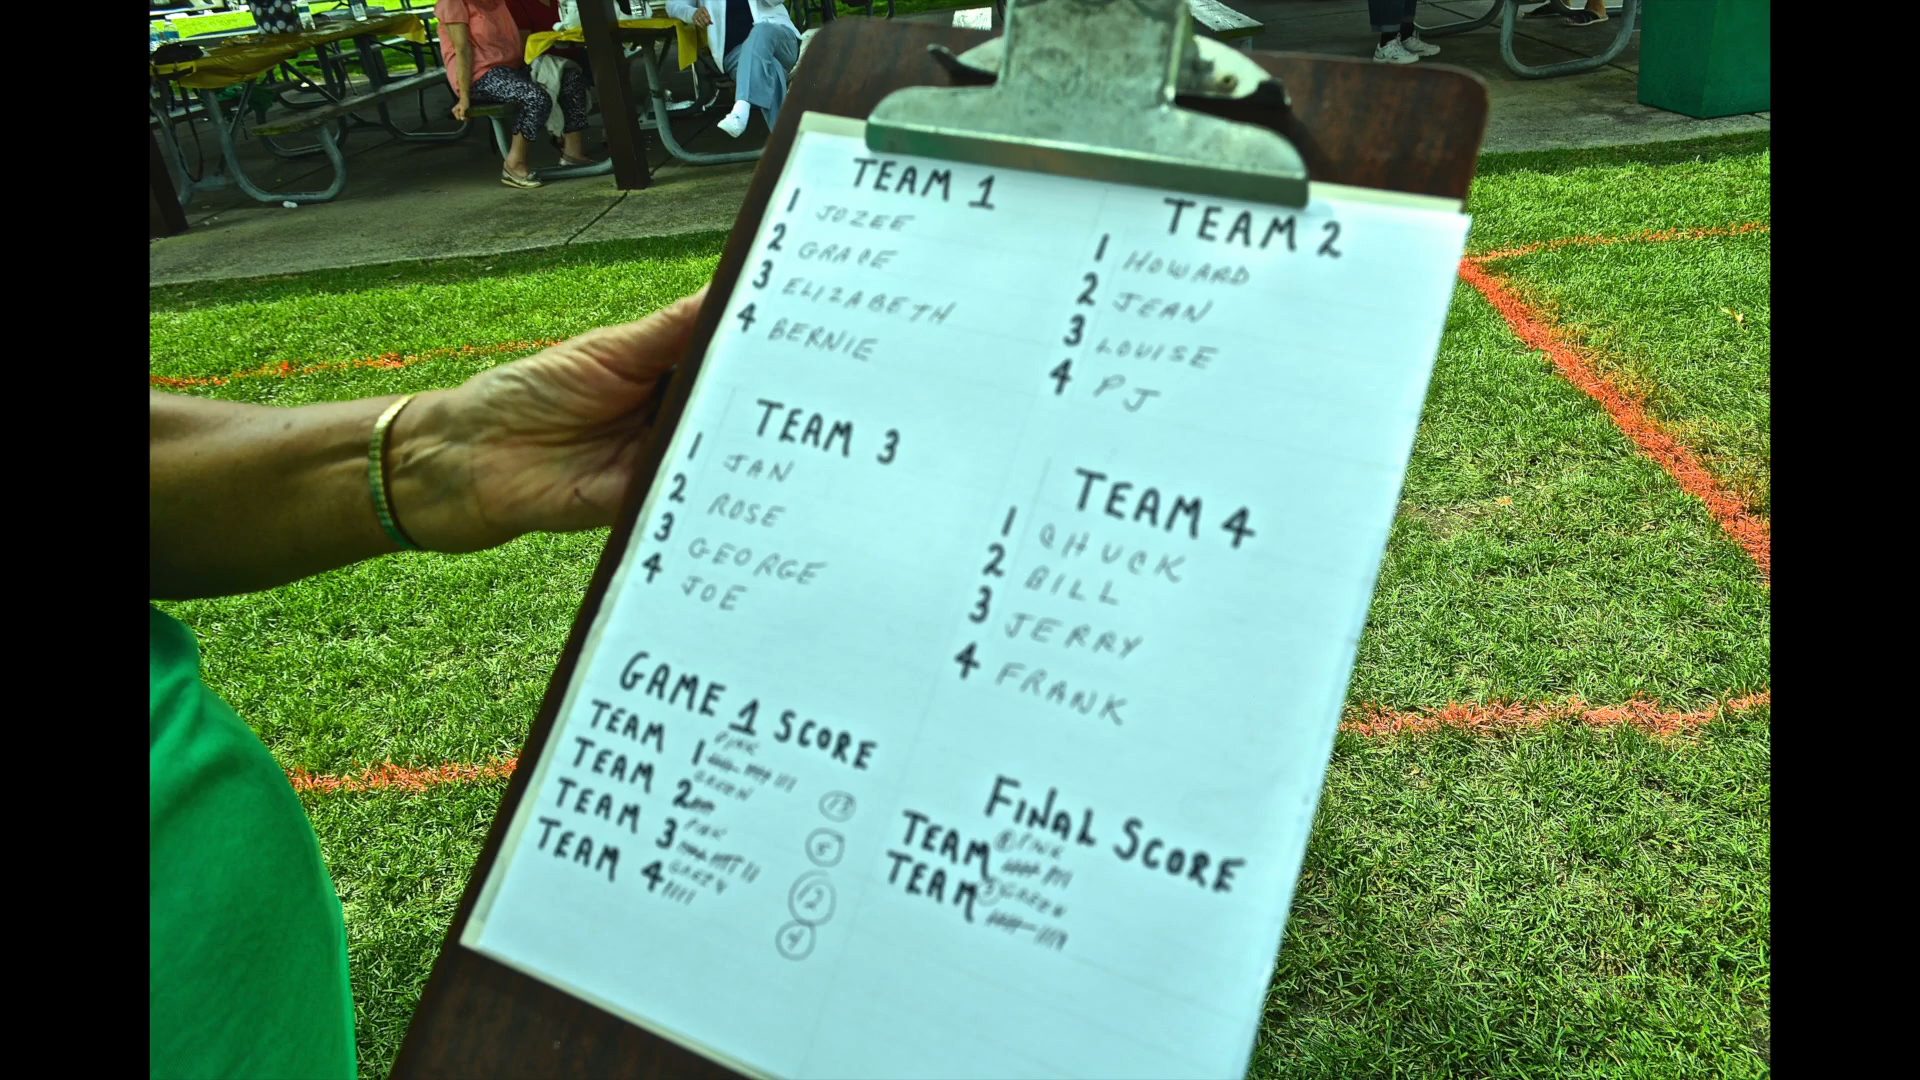 TEAM 1
1 JOZEE
2 GRACE
3 ELIZABETH
4 BERNIE
TEAM 2
1 HOWARD
2 JEAN
3 LOUISE
4 PJ
TEAM 3
1 JAN
2 ROSE
3 GEORGE
4 JOE
TEAM 4
1 CHUCK
2 BILL
3 JERRY
4 FRANK
GAME 1 SCORE
PINK
TEAM 1 13
GREEN
TEAM 2 5
PINK
TEAM 3 12
GREEN
TEAM 4 4
FINAL SCORE
PINK
TEAM
GREEN
TEAM